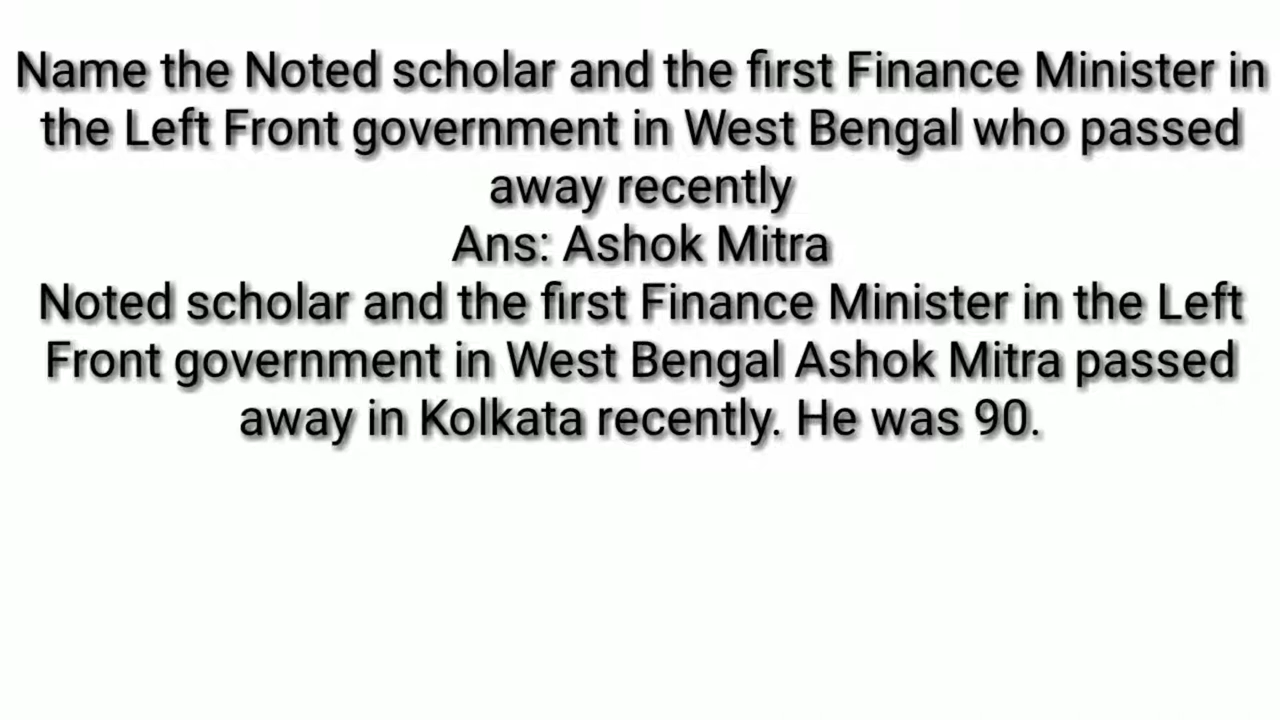 Name the Noted scholar and the first Finance Minister in
the Left Front government in West Bengal who passed
away recently
Ans: Ashok Mitra
Noted scholar and the first Finance Minister in the Left
Front government in West Bengal Ashok Mitra passed
away in Kolkata recently. He was 90.